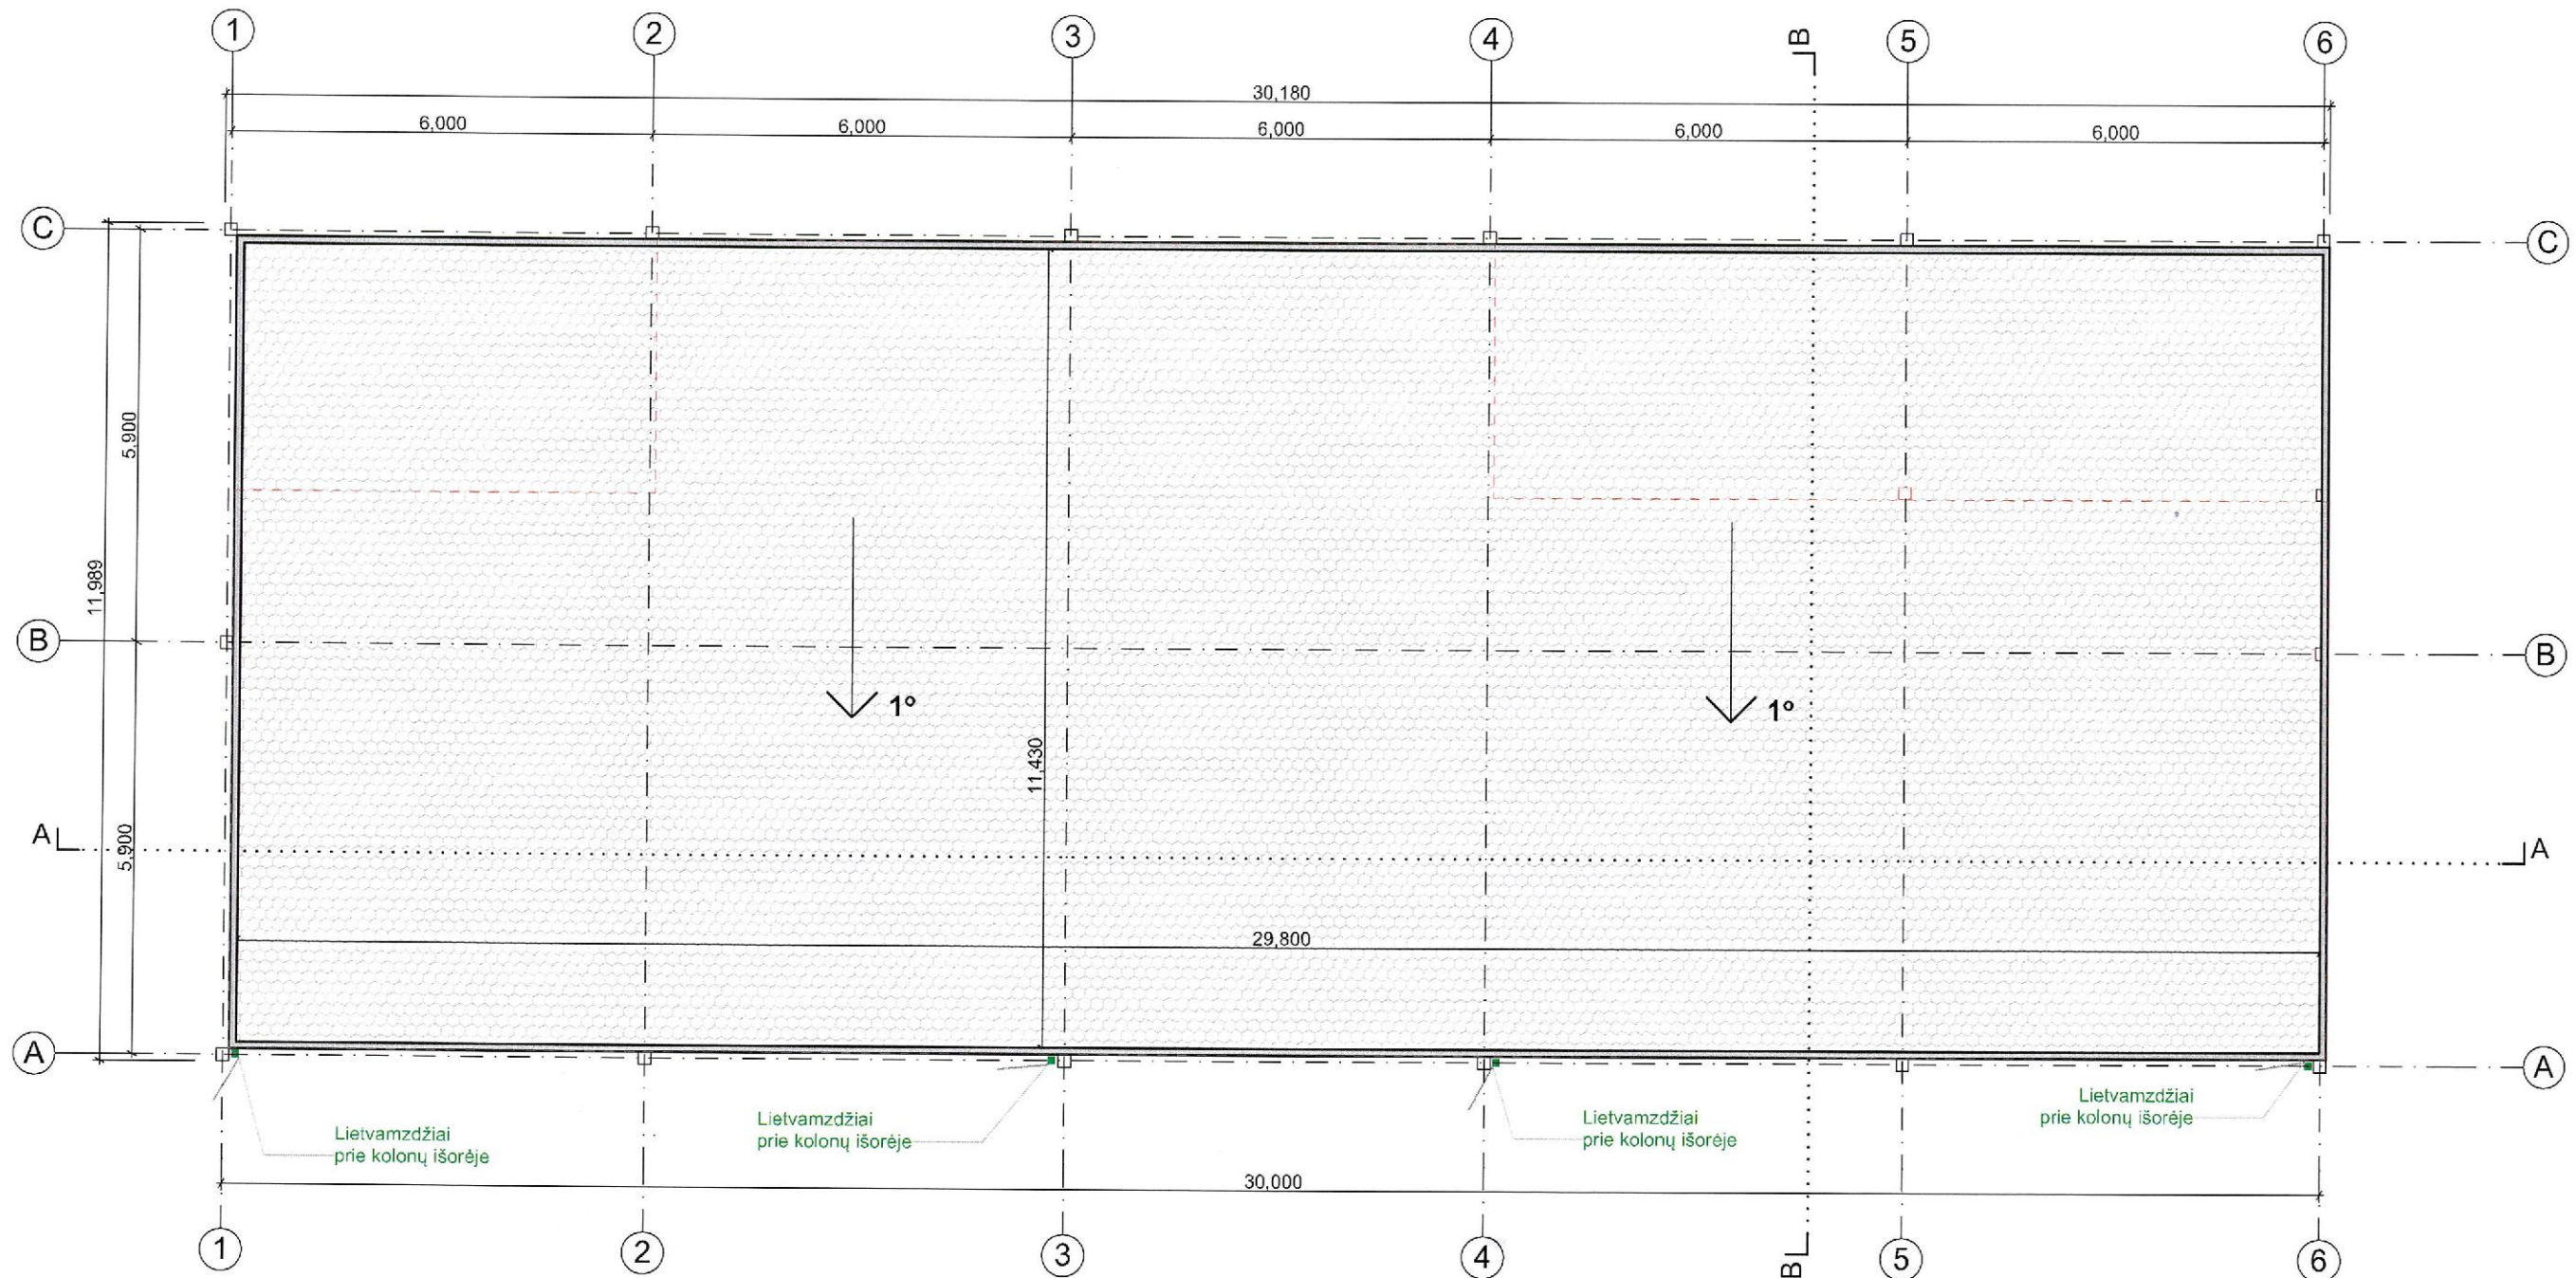 1
2
3
4
B
5
6
30,180
6,000
6,000
6,000
6,000
6,000
C
C
5,900
11,989
B
B
1°
1°
11,430
A
A
5,900
29,800
A
A
Lietvamzdžiai
prie kolonų išorėje
Lietvamzdžiai
prie kolonų išorėje
Lietvamzdžiai
prie kolonų išorėje
Lietvamzdžiai
prie kolonų išorėje
30,000
1
2
3
4
B
5
6